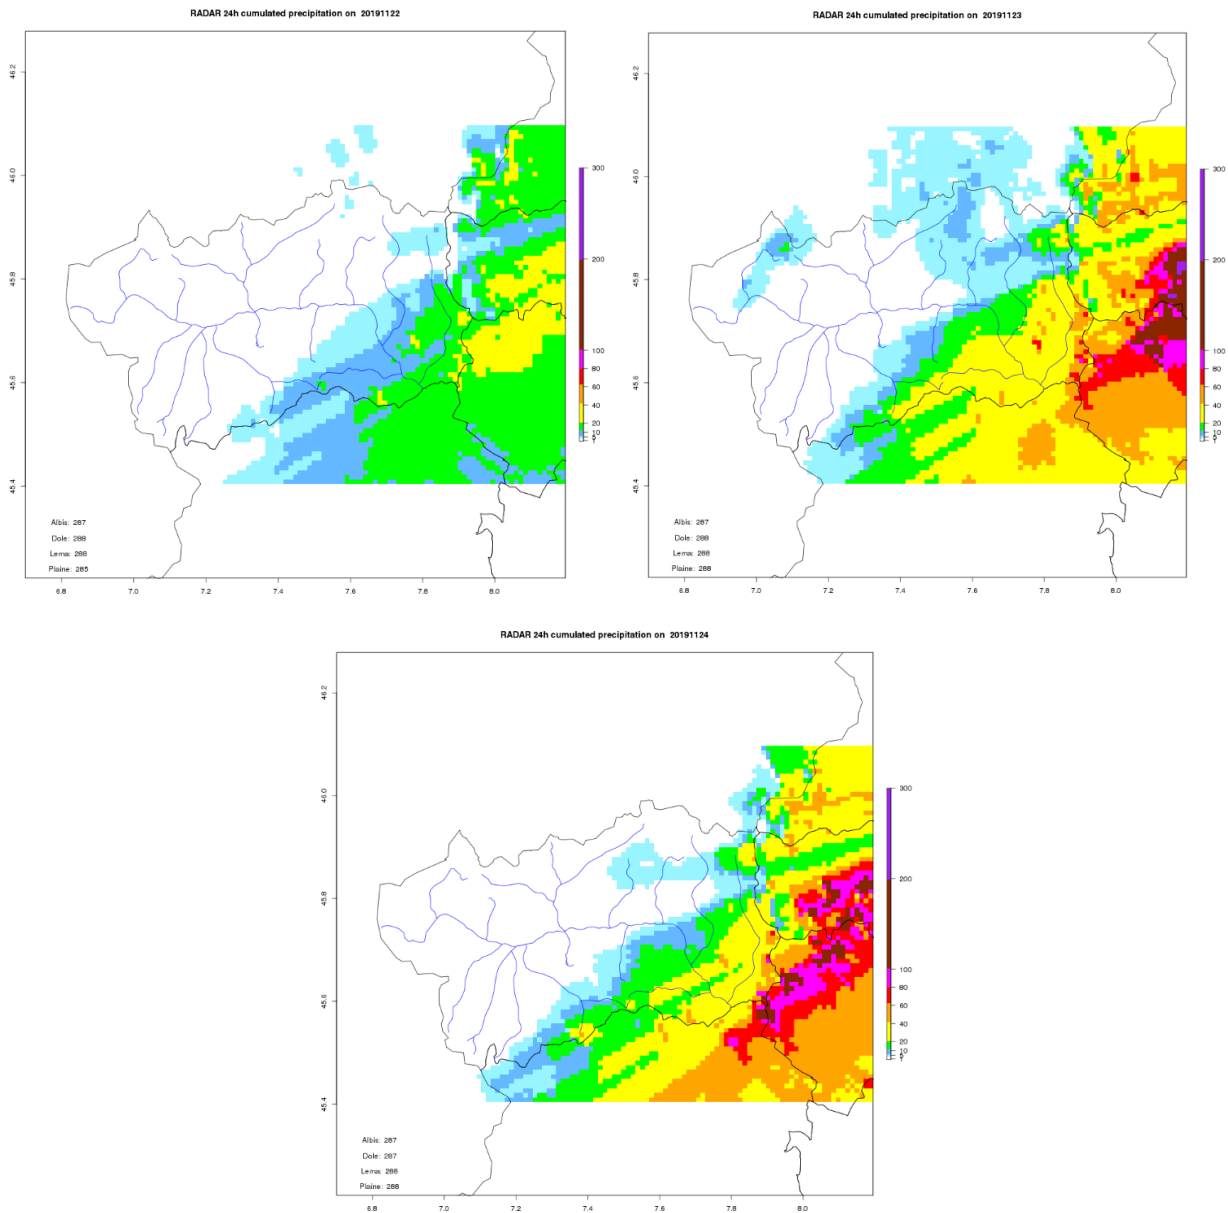 RADAR 24h cumulated precipitation on 20191122
46.2
46.0
45.8
45.6
45.4
300
200
100
80
60
40
20
10
Albis: 287
Dole: 288
Lema: 288
Plaine: 285
6.8 7.0 7.2 7.4 7.6 7.8 8.0
RADAR 24h cumulated precipitation on 20191123
46.2
46.0
45.8
45.6
45.4
300
200
100
80
60
40
20
10
Albis: 287
Dole: 288
Lema: 288
Plaine: 288
6.8 7.0 7.2 7.4 7.6 7.8 8.0
RADAR 24h cumulated precipitation on 20191124
46.2
46.0
45.8
45.6
45.4
300
200
100
80
60
40
20
10
Albis: 287
Dole: 287
Lema: 288
Plaine: 288
6.8 7.0 7.2 7.4 7.6 7.8 8.0